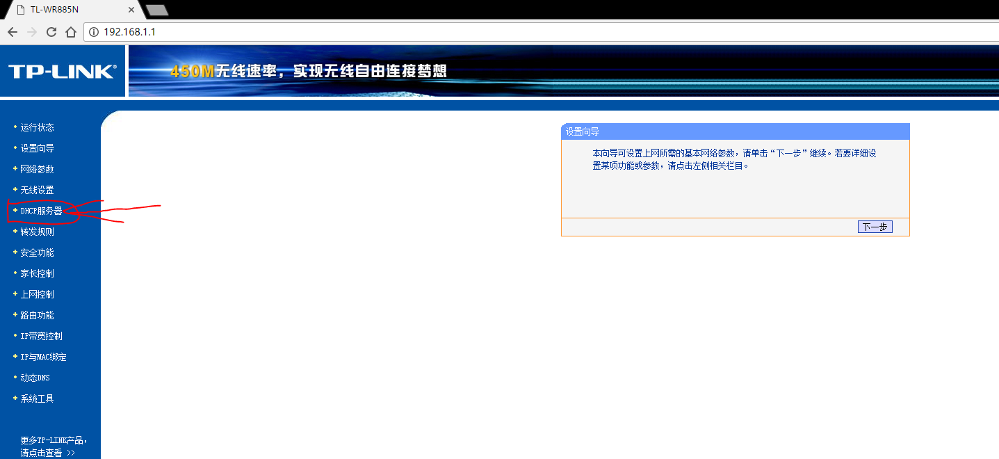 TL-WR885N
192.168.1.1
TP-LINK®
450M无线速率，实现无线自由连接梦想
运行状态
设置向导
网络参数
无线设置
DHCP服务器
转发规则
安全功能
家长控制
上网控制
路由功能
IP带宽控制
IP与MAC绑定
动态DNS
系统工具
更多TP-LINK产品，
请点击查看 >>
设置向导
本向导可设置上网所需的基本网络参数，请单击“下一步”继续。若要详细设
置某项功能或参数，请点击左侧相关栏目。
下一步